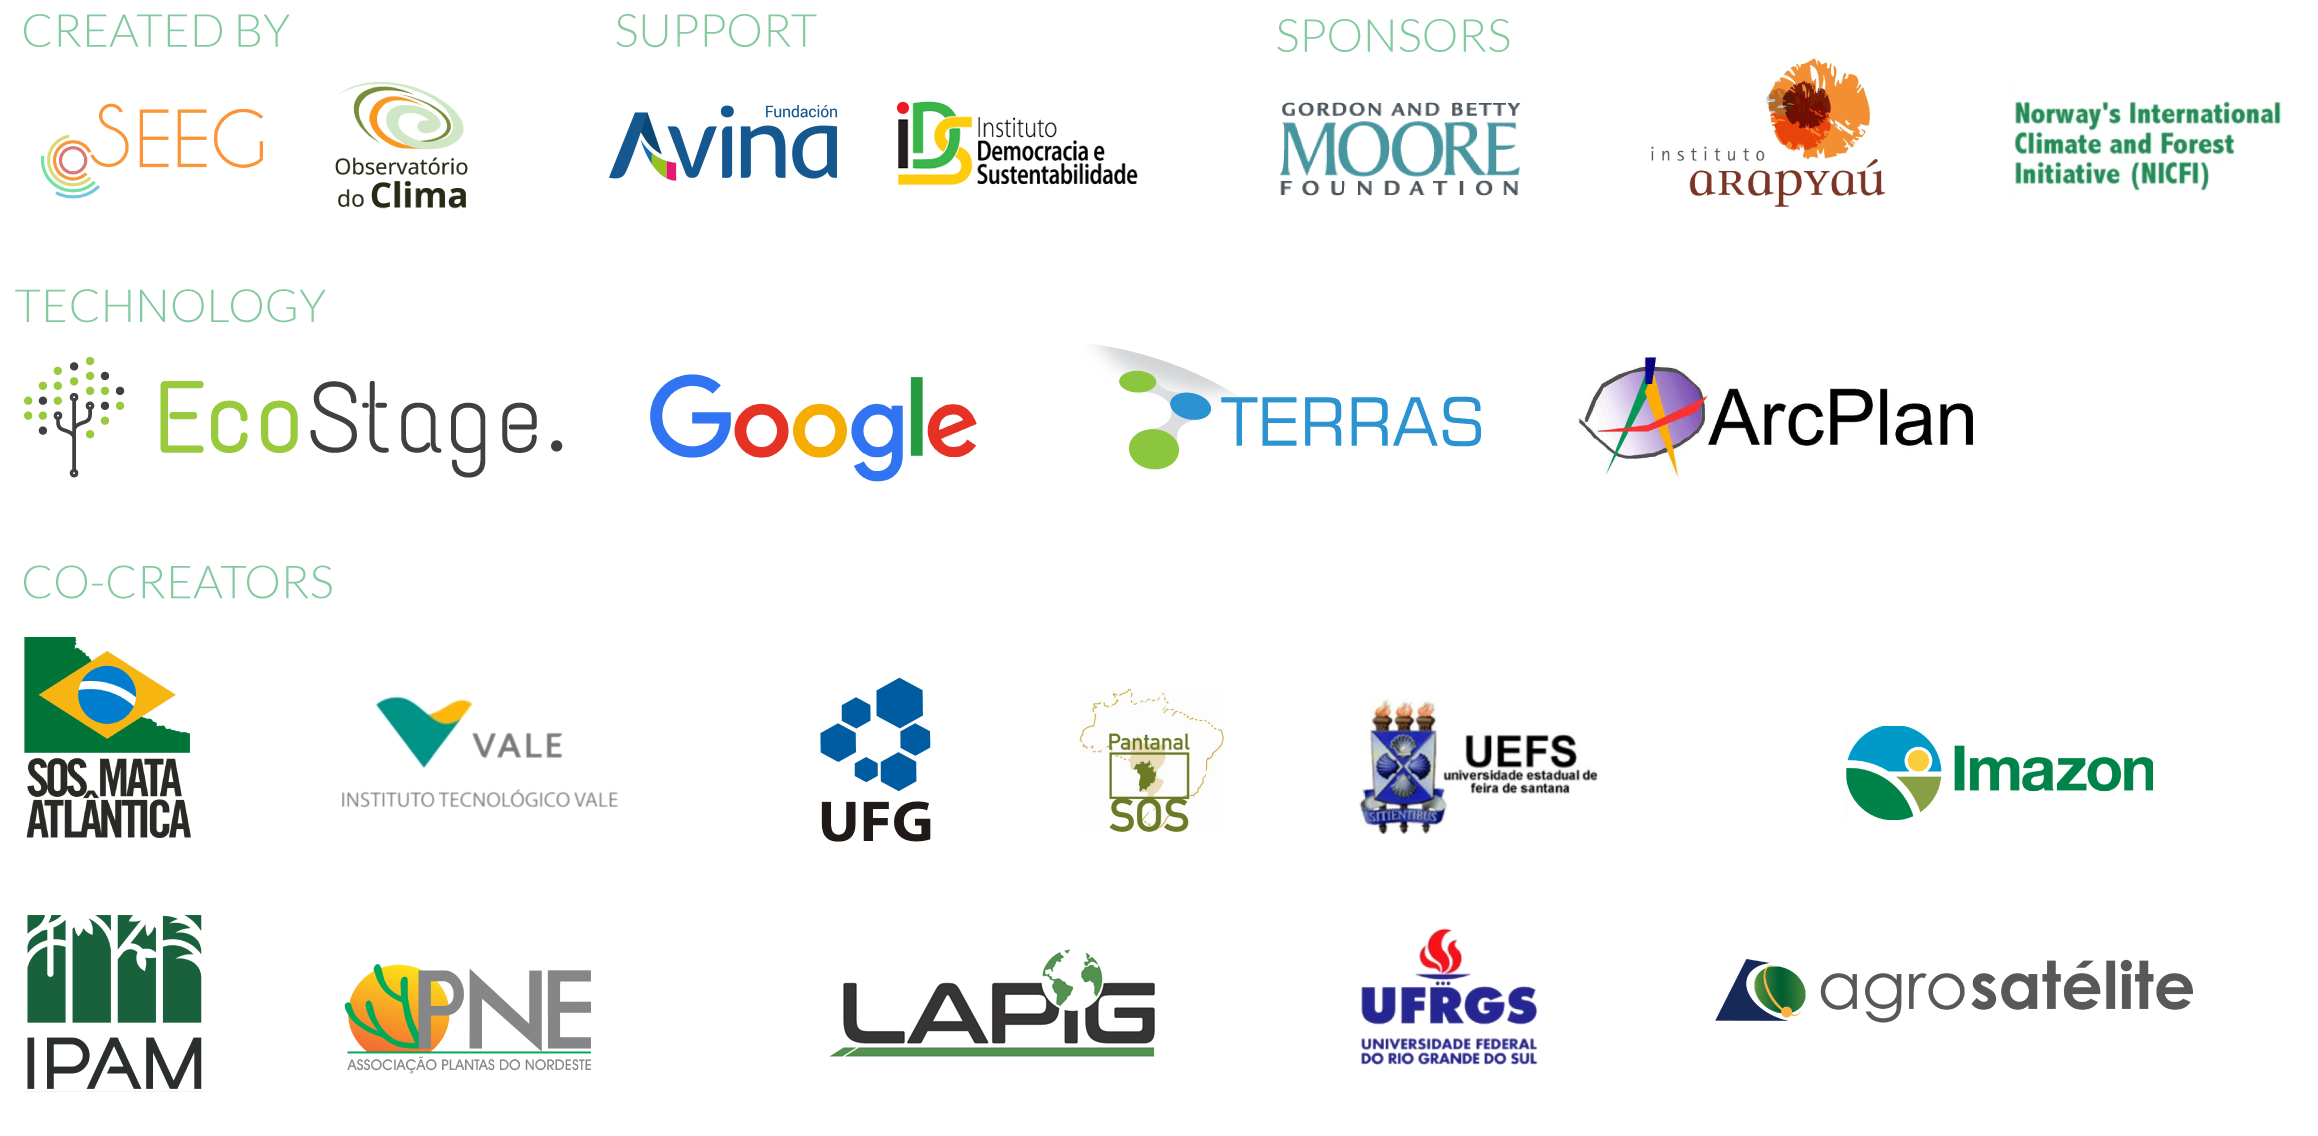 CREATED BY
SUPPORT
SPONSORS
SEEG
Observatório
do Clima
Fundación
Avina
iDS
Instituto
Democracia e
Sustentabilidade
GORDON AND BETTY
MOORE
FOUNDATION
instituto
arapyaú
Norway's International
Climate and Forest
Initiative (NICFI)
TECHNOLOGY
EcoStage.
Google
TERRAS
ArcPlan
CO-CREATORS
SOS MATA
ATLÂNTICA
VALE
INSTITUTO TECNOLÓGICO VALE
UFG
Pantanal
SOS
UEFS
universidade estadual de
feira de santana
SITIENTIBUS
Imazon
IPAM
PNE
ASSOCIAÇÃO PLANTAS DO NORDESTE
LAPiG
UFRGS
UNIVERSIDADE FEDERAL
DO RIO GRANDE DO SUL
agrosatélite